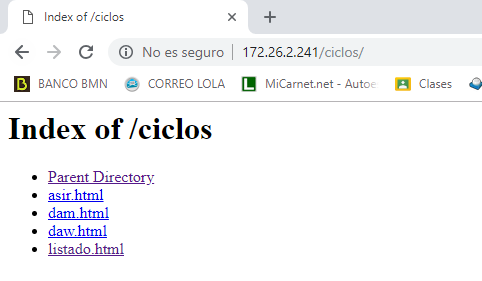 Index of /ciclos
No es seguro | 172.26.2.241/ciclos/
BANCO BMN CORREO LOLA MiCarnet.net - Autoe Clases
Index of /ciclos
Parent Directory
asir.html
dam.html
daw.html
listado.html